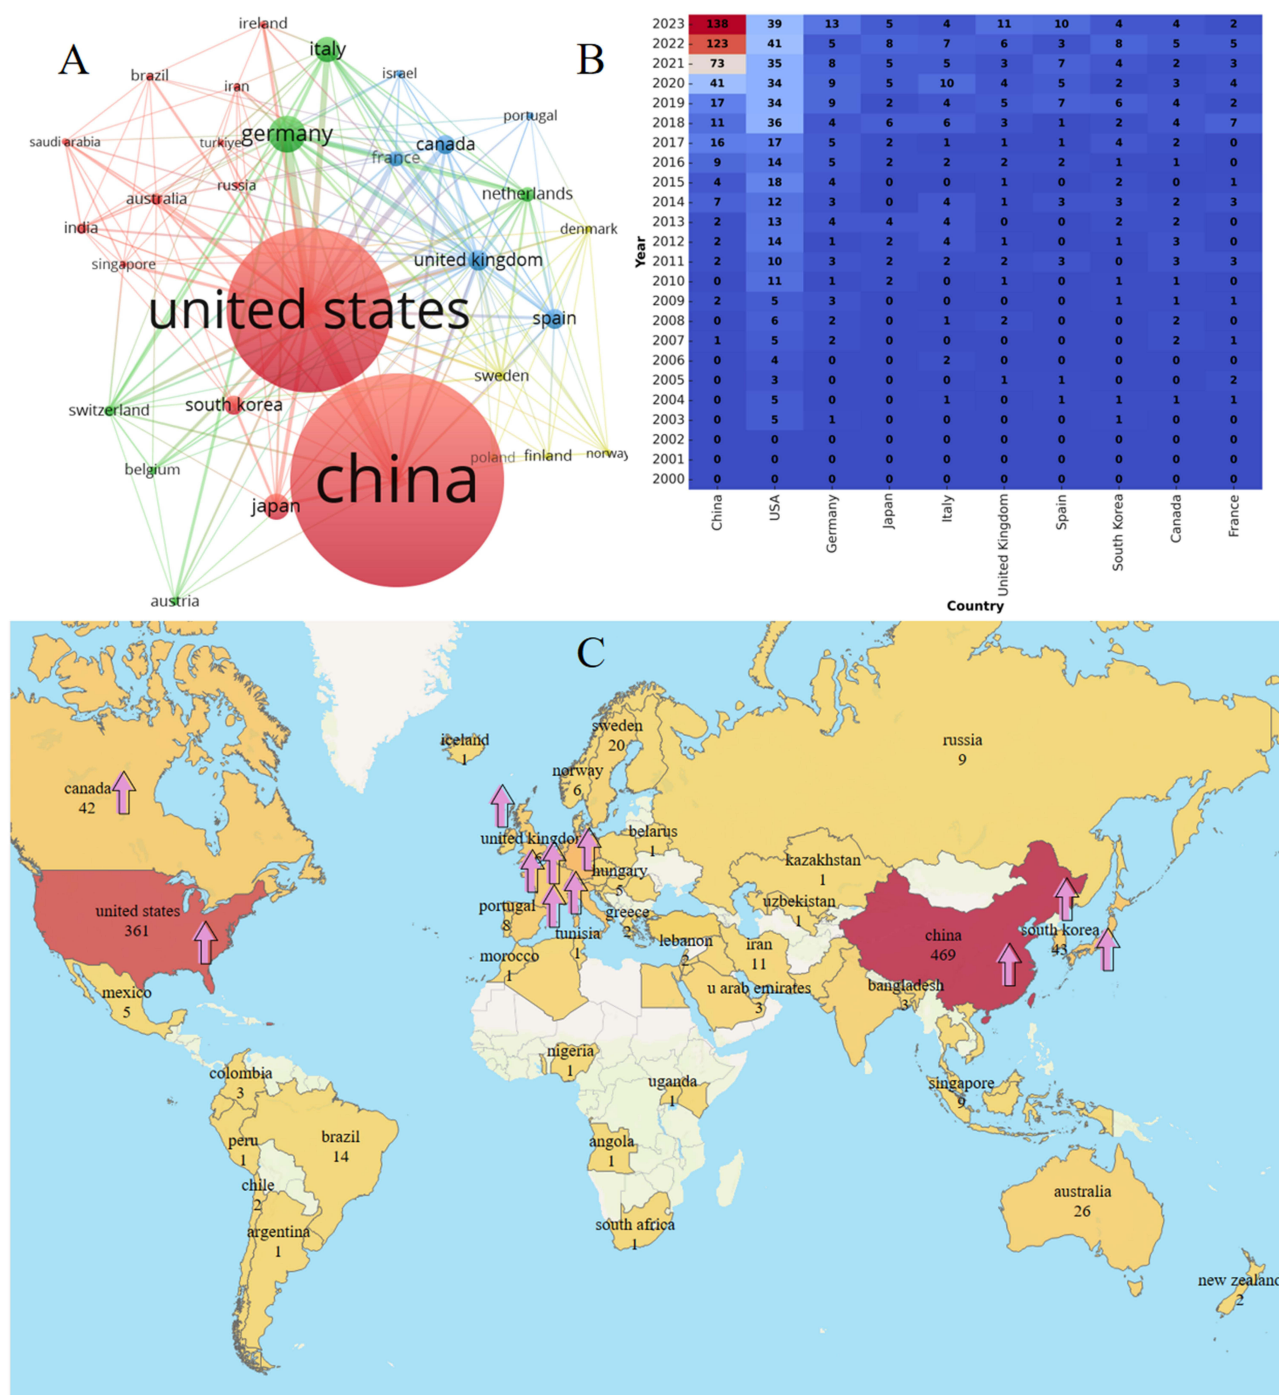 A
ireland
italy
brazil
iran
israel
portugal
saudi arabia
turkiye
germany
france
canada
russia
australia
netherlands
india
denmark
singapore
united kingdom
united states
spain
sweden
switzerland
south korea
belgium
poland
finland
norway
china
japan
austria
B
Year
2023 138 39 13 5 4 11 10 4 4 2
2022 123 41 5 8 7 6 3 8 5 5
2021 73 35 8 5 5 3 7 4 2 3
2020 41 34 9 5 10 4 5 2 3 4
2019 17 34 9 2 4 5 7 6 4 2
2018 11 36 4 6 6 3 1 2 4 7
2017 16 17 5 2 1 1 1 4 2 0
2016 9 14 5 2 2 2 2 1 1 0
2015 4 18 4 0 0 1 0 2 0 1
2014 7 12 3 0 4 1 3 3 2 3
2013 2 13 4 4 4 0 0 2 2 0
2012 2 14 1 2 4 1 0 1 3 0
2011 2 10 3 2 2 2 3 0 3 3
2010 0 11 1 2 0 1 0 1 1 0
2009 2 5 3 0 0 0 0 1 1 1
2008 0 6 2 0 1 2 0 0 2 0
2007 1 5 2 0 0 0 0 0 2 1
2006 0 4 0 0 2 0 0 0 0 0
2005 0 3 0 0 0 1 1 0 0 2
2004 0 5 0 0 1 0 1 1 1 1
2003 0 5 1 0 0 0 0 1 0 0
2002 0 0 0 0 0 0 0 0 0 0
2001 0 0 0 0 0 0 0 0 0 0
2000 0 0 0 0 0 0 0 0 0 0
China USA Germany Japan Italy United Kingdom Spain South Korea Canada France
Country
C
iceland
1
sweden
20
russia
9
norway
6
canada
42
united kingdom
belarus
1
kazakhstan
1
hungary
5
uzbekistan
1
portugal
8
greece
2
united states
361
tunisia
1
lebanon
2
iran
11
china
469
south korea
43
morocco
1
u arab emirates
3
bangladesh
3
mexico
5
nigeria
1
colombia
3
uganda
1
singapore
9
peru
1
brazil
14
angola
1
chile
2
australia
26
argentina
1
south africa
1
new zealand
2